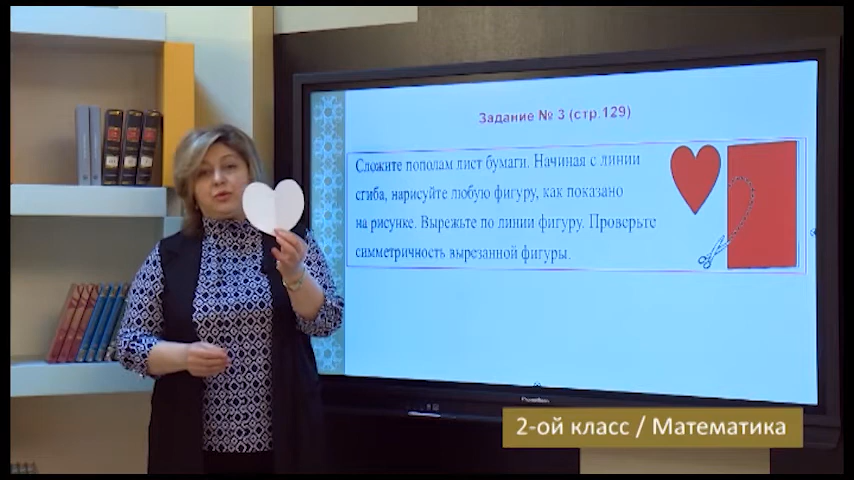 Задание № 3 (стр.129)
Сложите пополам лист бумаги. Начиная с линии
сгиба, нарисуйте любую фигуру, как показано
на рисунке. Вырежьте по линии фигуру. Проверьте
симметричность вырезанной фигуры.
2-ой класс / Математика